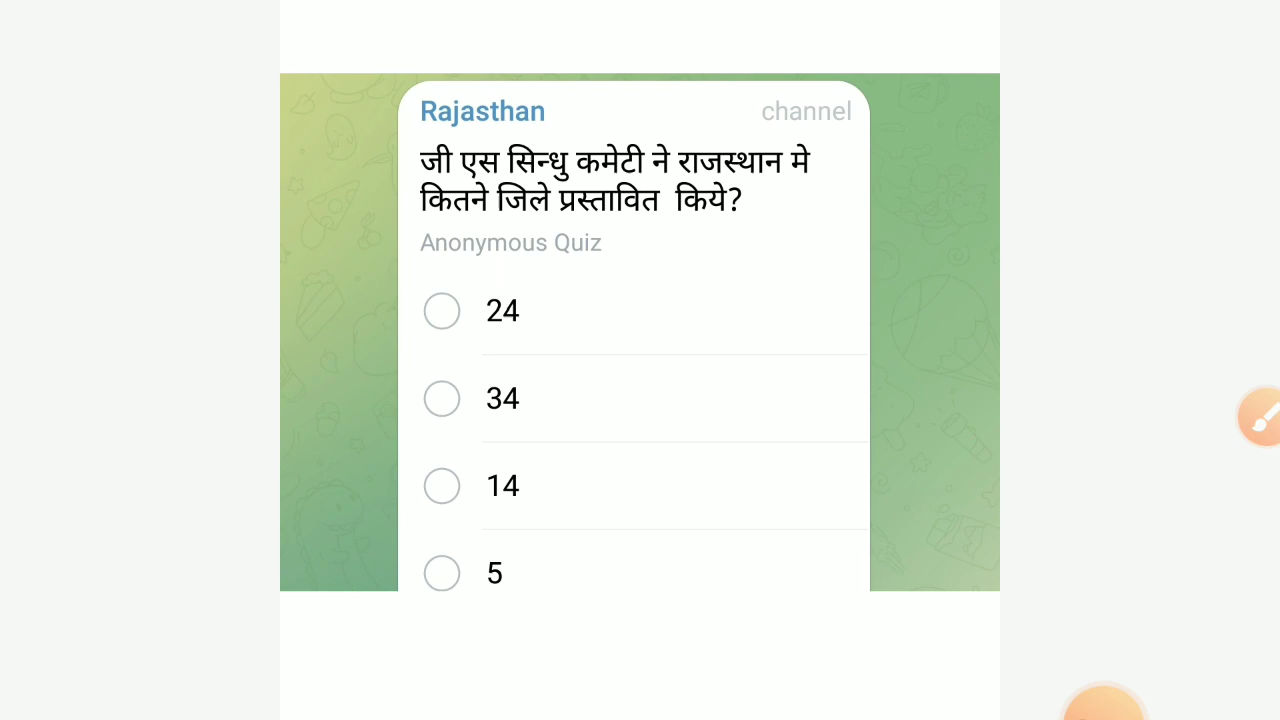 Rajasthan channel
जी एस सिन्धु कमेटी ने राजस्थान मे
कितने जिले प्रस्तावित  किये?
Anonymous Quiz
24
34
14
5